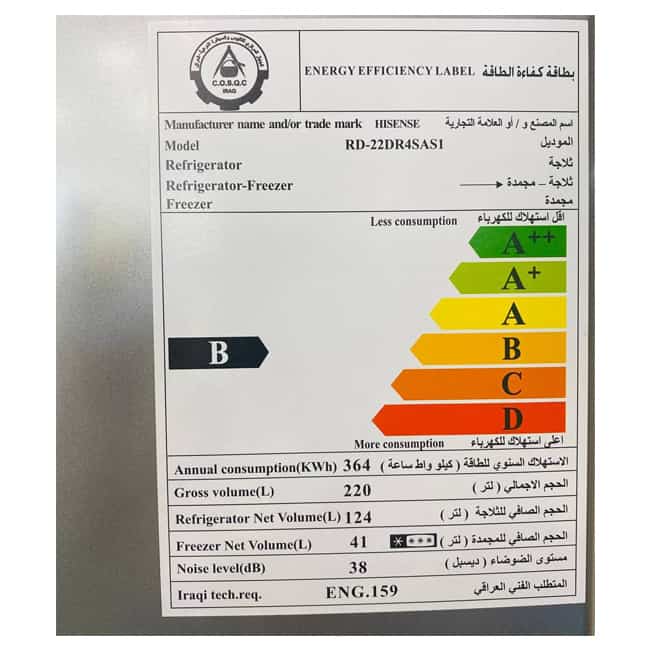 C.O.S.Q.C
IRAQ
ENERGY EFFICIENCY LABEL بطاقة كفاءة الطاقة
Manufacturer name and/or trade mark HISENSE اسم المصنع و / أو العلامة التجارية
Model RD-22DR4SAS1 الموديل
Refrigerator ثلاجة
Refrigerator-Freezer ثلاجة – مجمدة
Freezer مجمدة
Less consumption اقل استهلاك للكهرباء
A++
A+
A
B B
C
D
More consumption اعلى استهلاك للكهرباء
Annual consumption(KWh) 364 الاستهلاك السنوي للطاقة ( كيلو واط ساعة )
Gross volume(L) 220 الحجم الاجمالي ( لتر )
Refrigerator Net Volume(L) 124 الحجم الصافي للثلاجة ( لتر )
Freezer Net Volume(L) 41 الحجم الصافي للمجمدة ( لتر )
Noise level(dB) 38 مستوى الضوضاء ( ديسبل )
Iraqi tech.req. ENG.159 المتطلب الفني العراقي